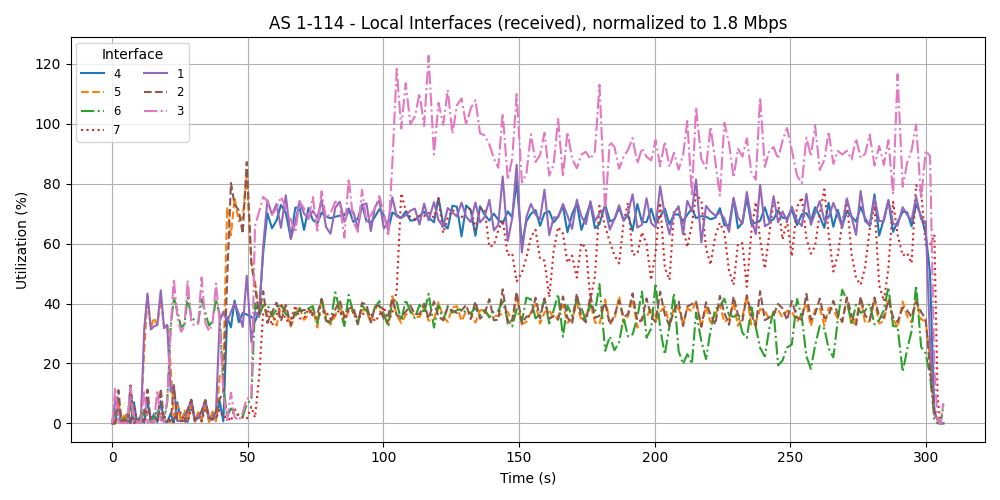 AS 1-114 - Local Interfaces (received), normalized to 1.8 Mbps
Interface
4 1
5 2
6 3
7
120
100
80
60
40
20
0
Utilization (%)
0 50 100 150 200 250 300
Time (s)